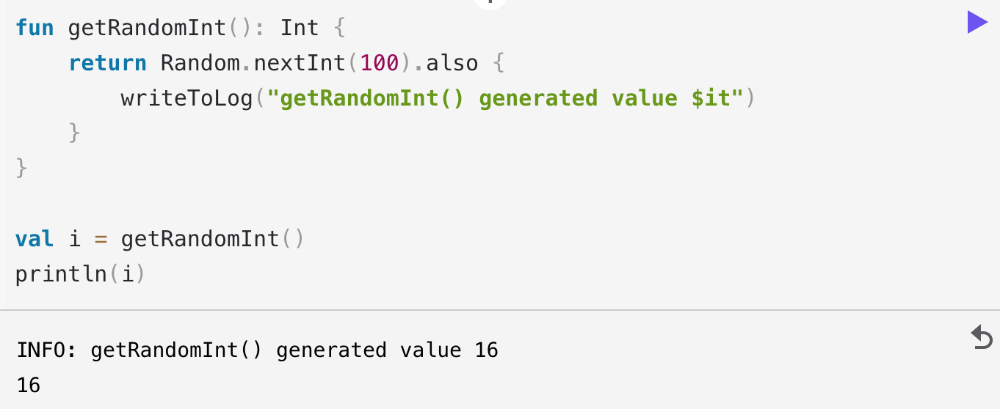 fun getRandomInt(): Int {
    return Random.nextInt(100).also {
        writeToLog("getRandomInt() generated value $it")
    }
}
val i = getRandomInt()
println(i)
INFO: getRandomInt() generated value 16
16